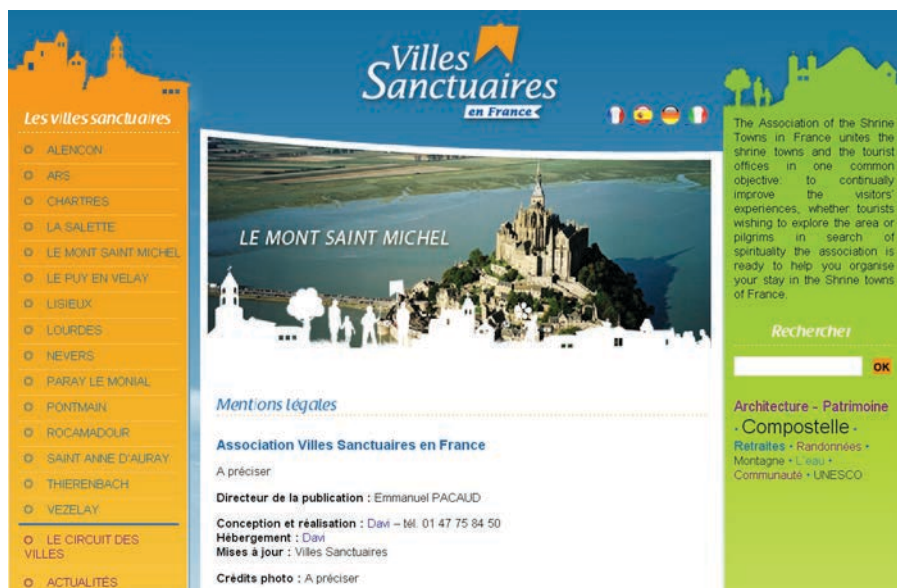 Villes
Sanctuaires
en France
Les villes sanctuaires
ALENCON
ARS
CHARTRES
LA SALETTE
LE MONT SAINT MICHEL
LE PUY EN VELAY
LISIEUX
LOURDES
NEVERS
PARAY LE MONIAL
PONTMAIN
ROCAMADOUR
SAINT ANNE D'AURAY
THIERENBACH
VEZELAY
LE CIRCUIT DES
VILLES
ACTUALITÉS
LE MONT SAINT MICHEL
Mentions légales
Association Villes Sanctuaires en France
A préciser
Directeur de la publication : Emmanuel PACAUD
Conception et réalisation : Davi – tél. 01 47 75 84 50
Hébergement : Davi
Mises à jour : Villes Sanctuaires
Crédits photo : A préciser
The Association of the Shrine
Towns in France unites the
shrine towns and the tourist
offices in one common
objective: to continually
improve the visitors'
experiences, whether tourists
wishing to explore the area or
pilgrims in search of
spirituality the association is
ready to help you organise
your stay in the Shrine towns
of France.
Rechercher
OK
Architecture - Patrimoine
• Compostelle •
Retraites • Randonnées •
Montagne • L'eau •
Communauté • UNESCO